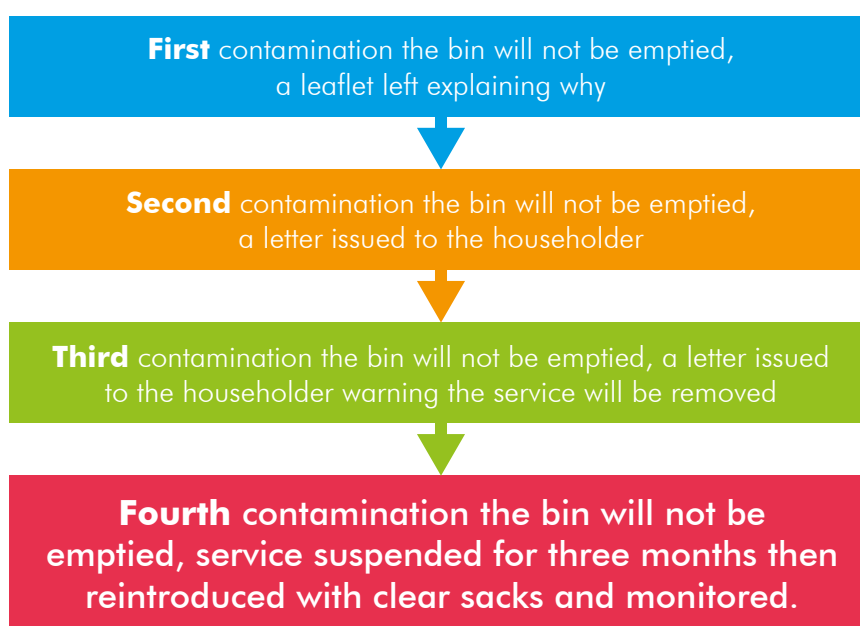 First contamination the bin will not be emptied,
a leaflet left explaining why
Second contamination the bin will not be emptied,
a letter issued to the householder
Third contamination the bin will not be emptied, a letter issued
to the householder warning the service will be removed
Fourth contamination the bin will not be
emptied, service suspended for three months then
reintroduced with clear sacks and monitored.